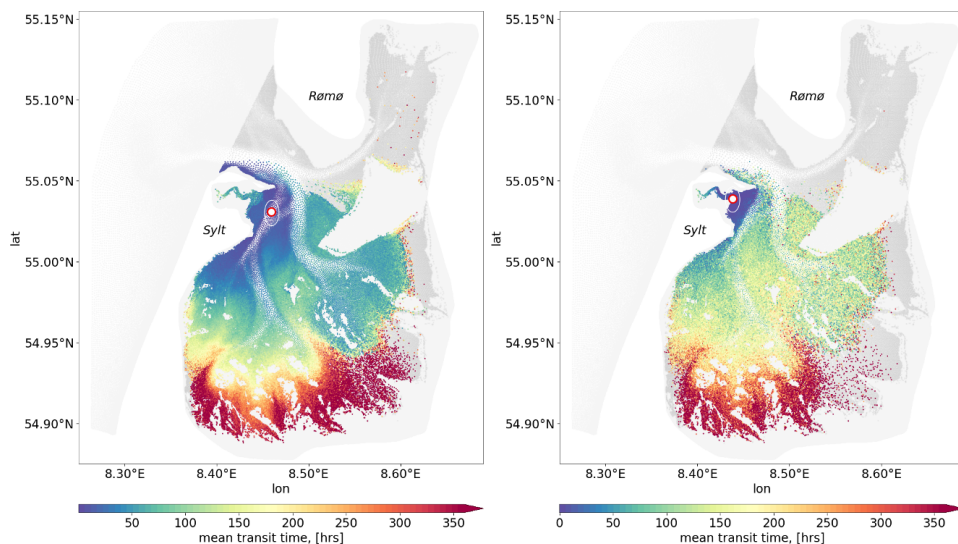 55.15°N
55.10°N
55.05°N
55.00°N
54.95°N
54.90°N
lat
Rømø
Sylt
8.30°E 8.40°E 8.50°E 8.60°E
lon
50 100 150 200 250 300 350
mean transit time, [hrs]
55.15°N
55.10°N
55.05°N
55.00°N
54.95°N
54.90°N
lat
Rømø
Sylt
8.30°E 8.40°E 8.50°E 8.60°E
lon
0 50 100 150 200 250 300 350
mean transit time, [hrs]